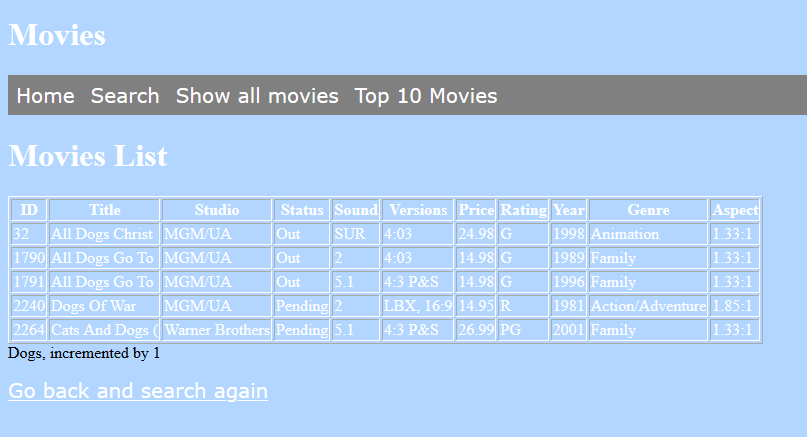 Movies
Home Search Show all movies Top 10 Movies
Movies List
ID Title Studio Status Sound Versions Price Rating Year Genre Aspect
32 All Dogs Christ MGM/UA Out SUR 4:03 24.98 G 1998 Animation 1.33:1
1790 All Dogs Go To MGM/UA Out 2 4:03 14.98 G 1989 Family 1.33:1
1791 All Dogs Go To MGM/UA Out 5.1 4:3 P&S 14.98 G 1996 Family 1.33:1
2240 Dogs Of War MGM/UA Pending 2 LBX, 16:9 14.95 R 1981 Action/Adventure 1.85:1
2264 Cats And Dogs ( Warner Brothers Pending 5.1 4:3 P&S 26.99 PG 2001 Family 1.33:1
Dogs, incremented by 1
Go back and search again